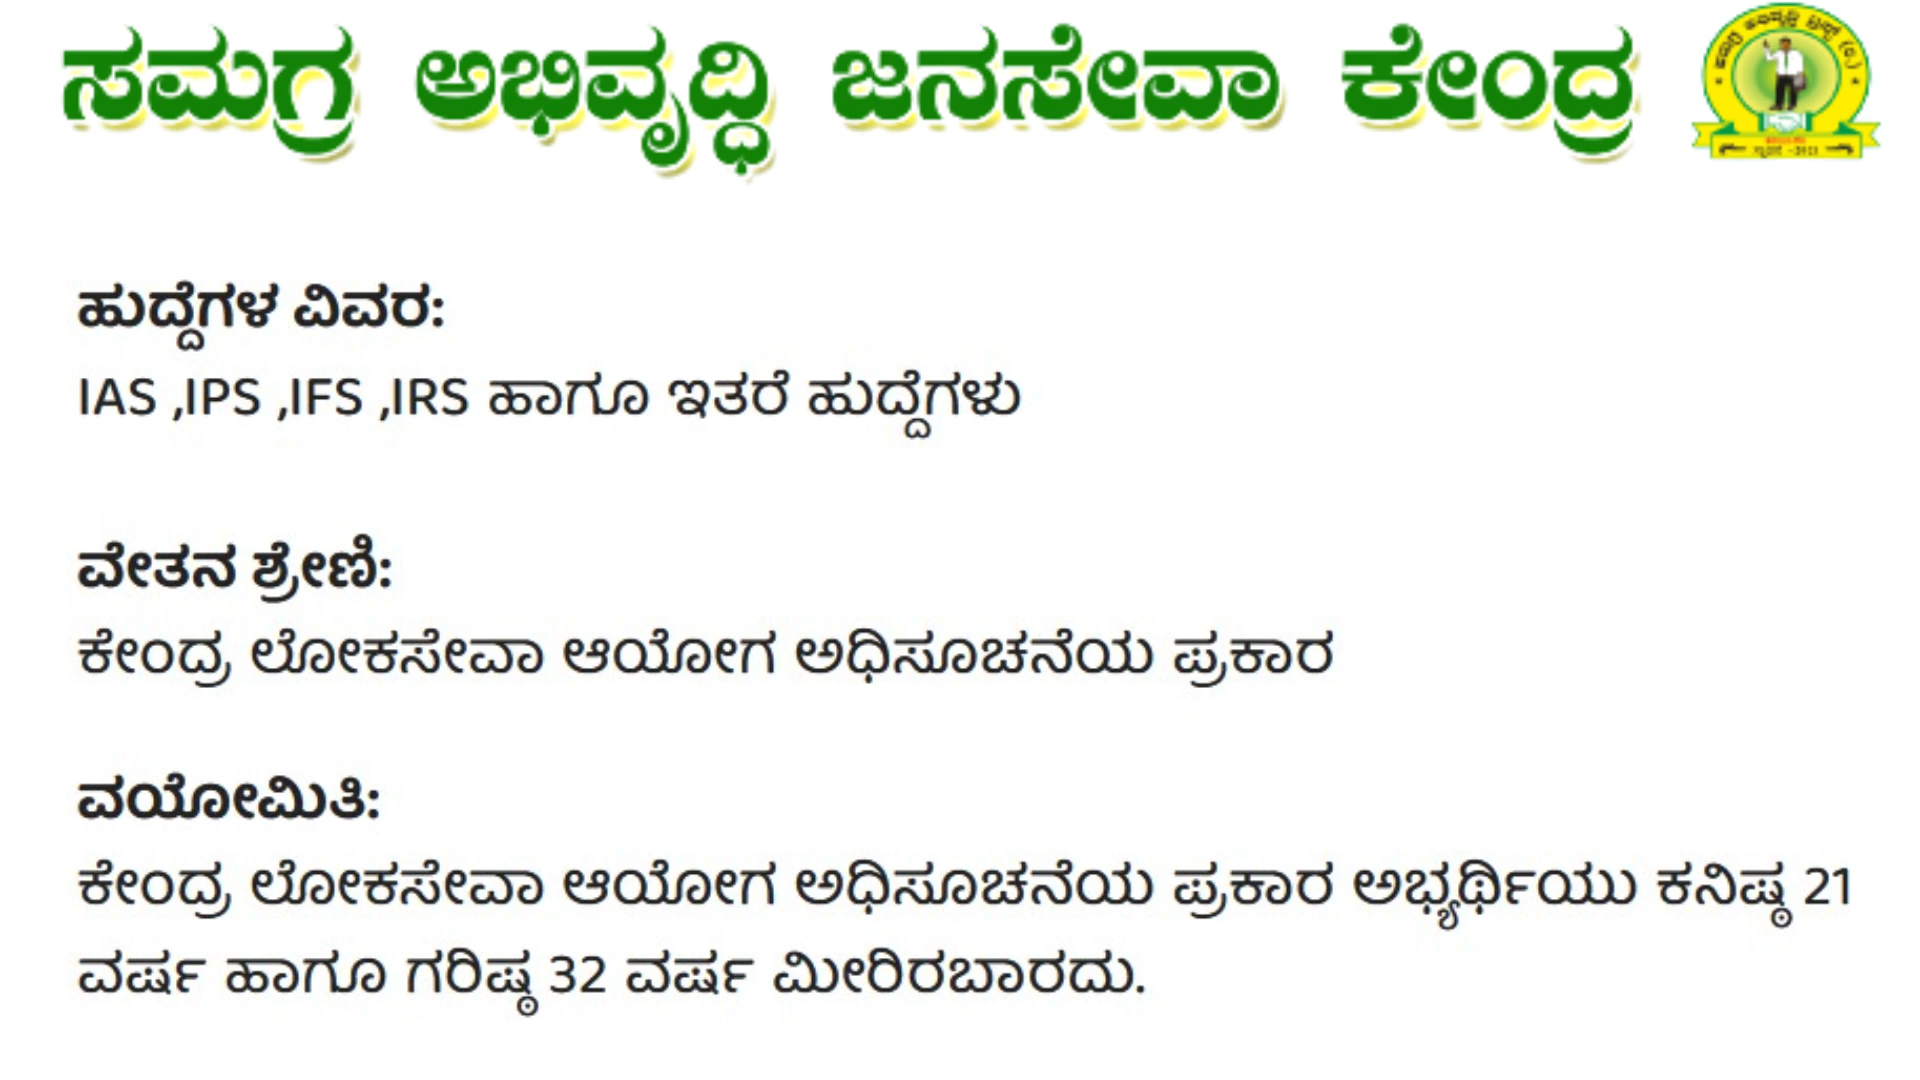 ಸಮಗ್ರ ಅಭಿವೃದ್ಧಿ ಜನಸೇವಾ ಕೇಂದ್ರ
ಹುದ್ದೆಗಳ ವಿವರ:
IAS ,IPS ,IFS ,IRS ಹಾಗೂ ಇತರೆ ಹುದ್ದೆಗಳು
ವೇತನ ಶ್ರೇಣಿ:
ಕೇಂದ್ರ ಲೋಕಸೇವಾ ಆಯೋಗ ಅಧಿಸೂಚನೆಯ ಪ್ರಕಾರ
ವಯೋಮಿತಿ:
ಕೇಂದ್ರ ಲೋಕಸೇವಾ ಆಯೋಗ ಅಧಿಸೂಚನೆಯ ಪ್ರಕಾರ ಅಭ್ಯರ್ಥಿಯು ಕನಿಷ್ಠ 21
ವರ್ಷ ಹಾಗೂ ಗರಿಷ್ಠ 32 ವರ್ಷ ಮೀರಿರಬಾರದು.